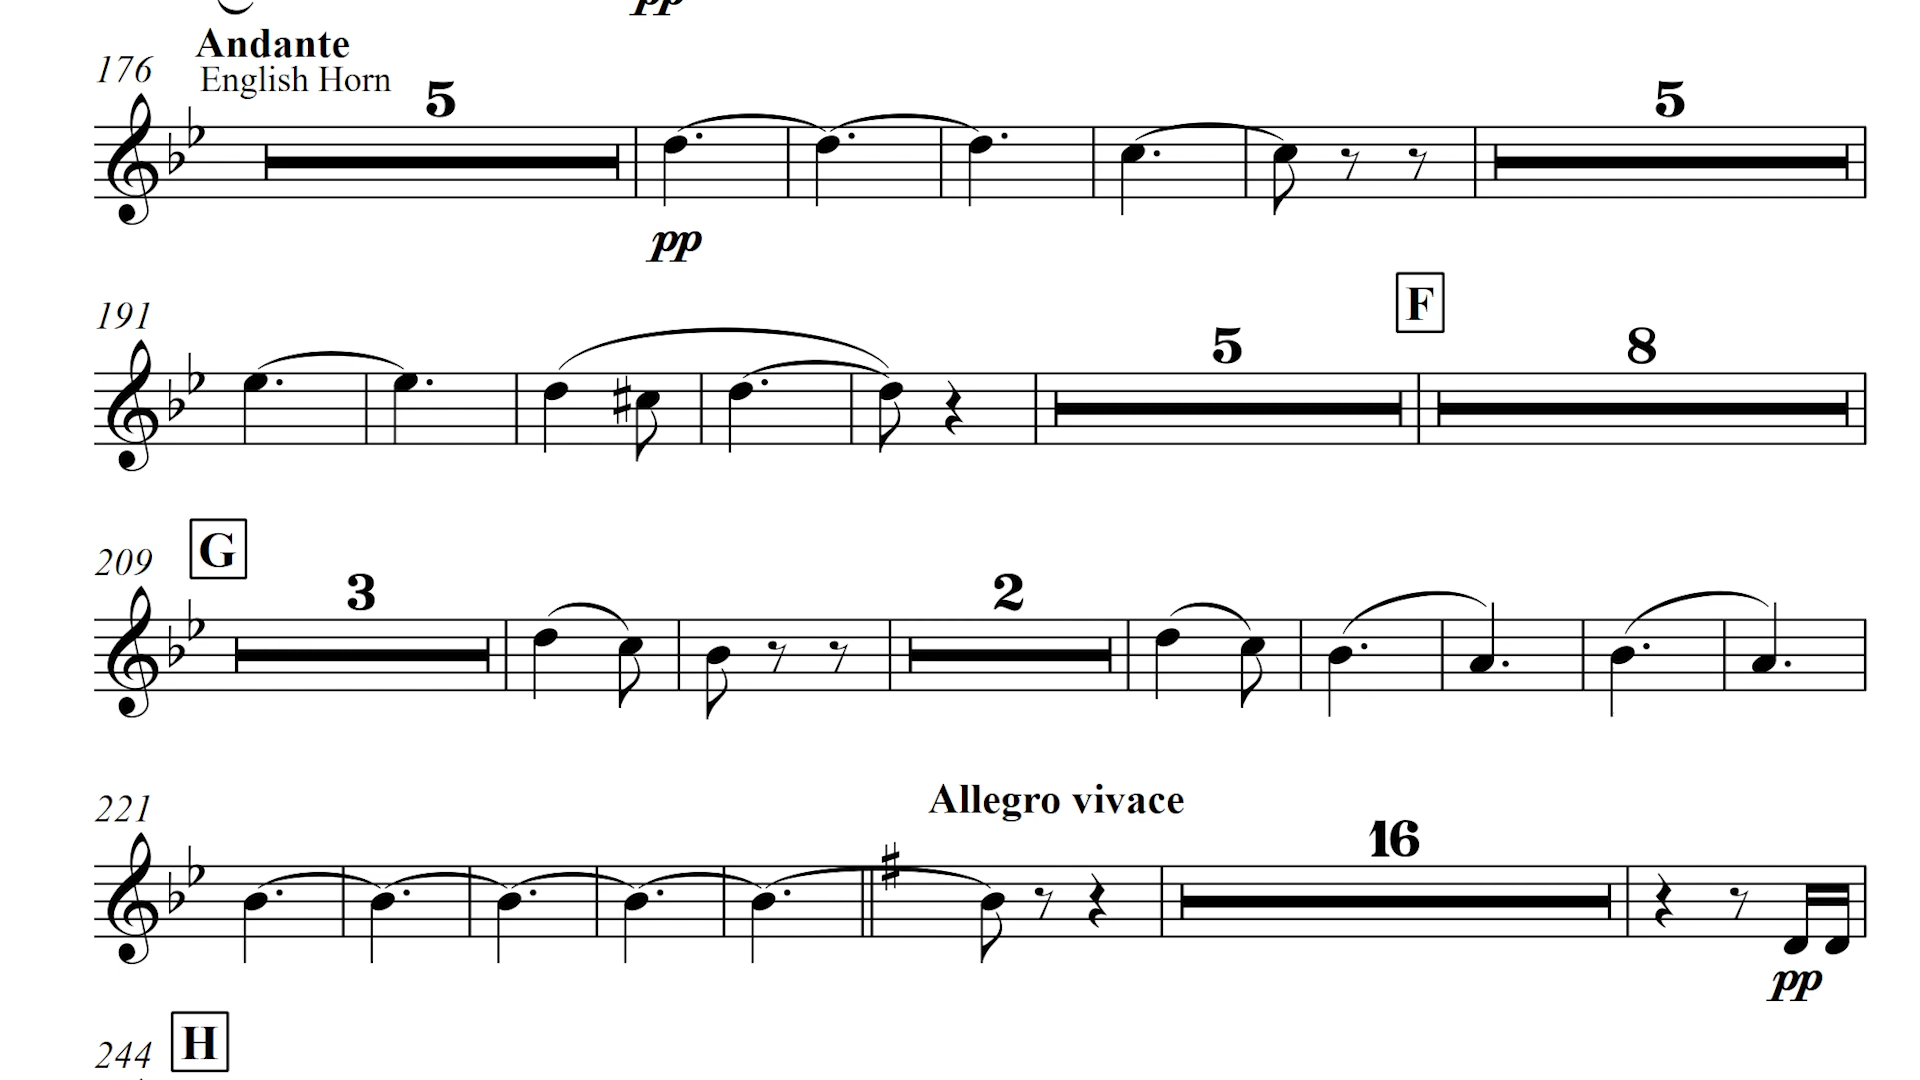 pp
Andante
176 English Horn
5 5
pp
F
191 5 8
G
209 3 2
Allegro vivace
221 16
pp
H
244